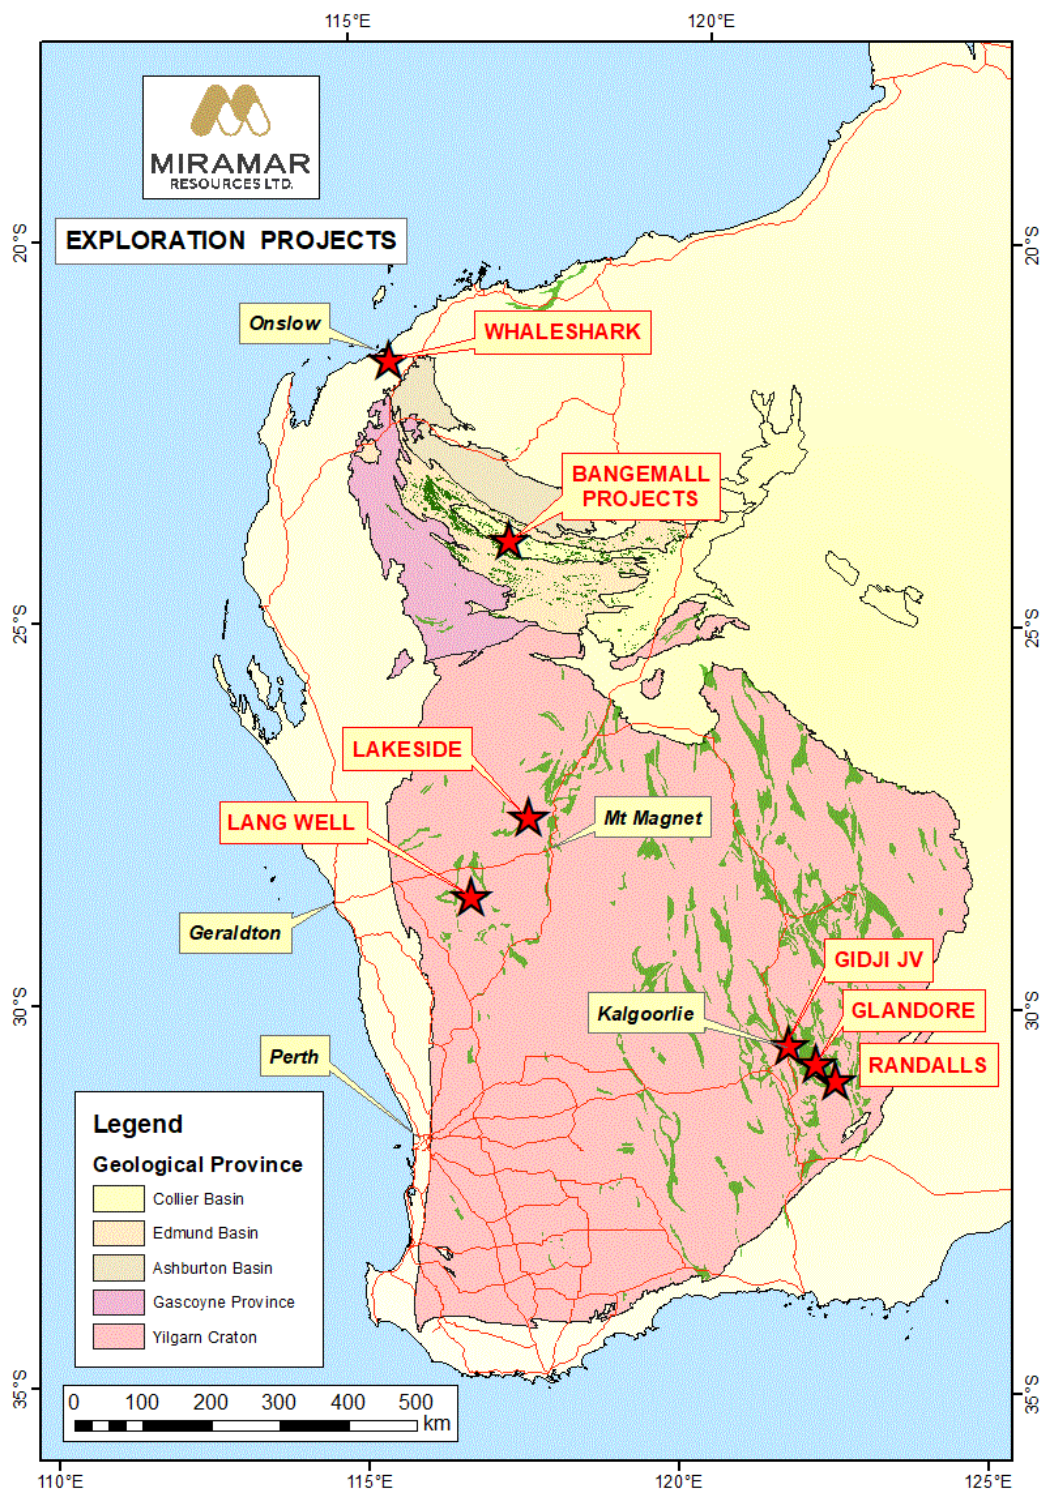 115°E 120°E
MIRAMAR
RESOURCES LTD.
EXPLORATION PROJECTS
20°S 20°S
Onslow
WHALESHARK
BANGEMALL
PROJECTS
25°S 25°S
LAKESIDE
LANG WELL
Mt Magnet
Geraldton
GIDJI JV
30°S 30°S
Kalgoorlie
GLANDORE
Perth
RANDALLS
Legend
Geological Province
Collier Basin
Edmund Basin
Ashburton Basin
Gascoyne Province
Yilgarn Craton
35°S 35°S
0 100 200 300 400 500
km
110°E 115°E 120°E 125°E